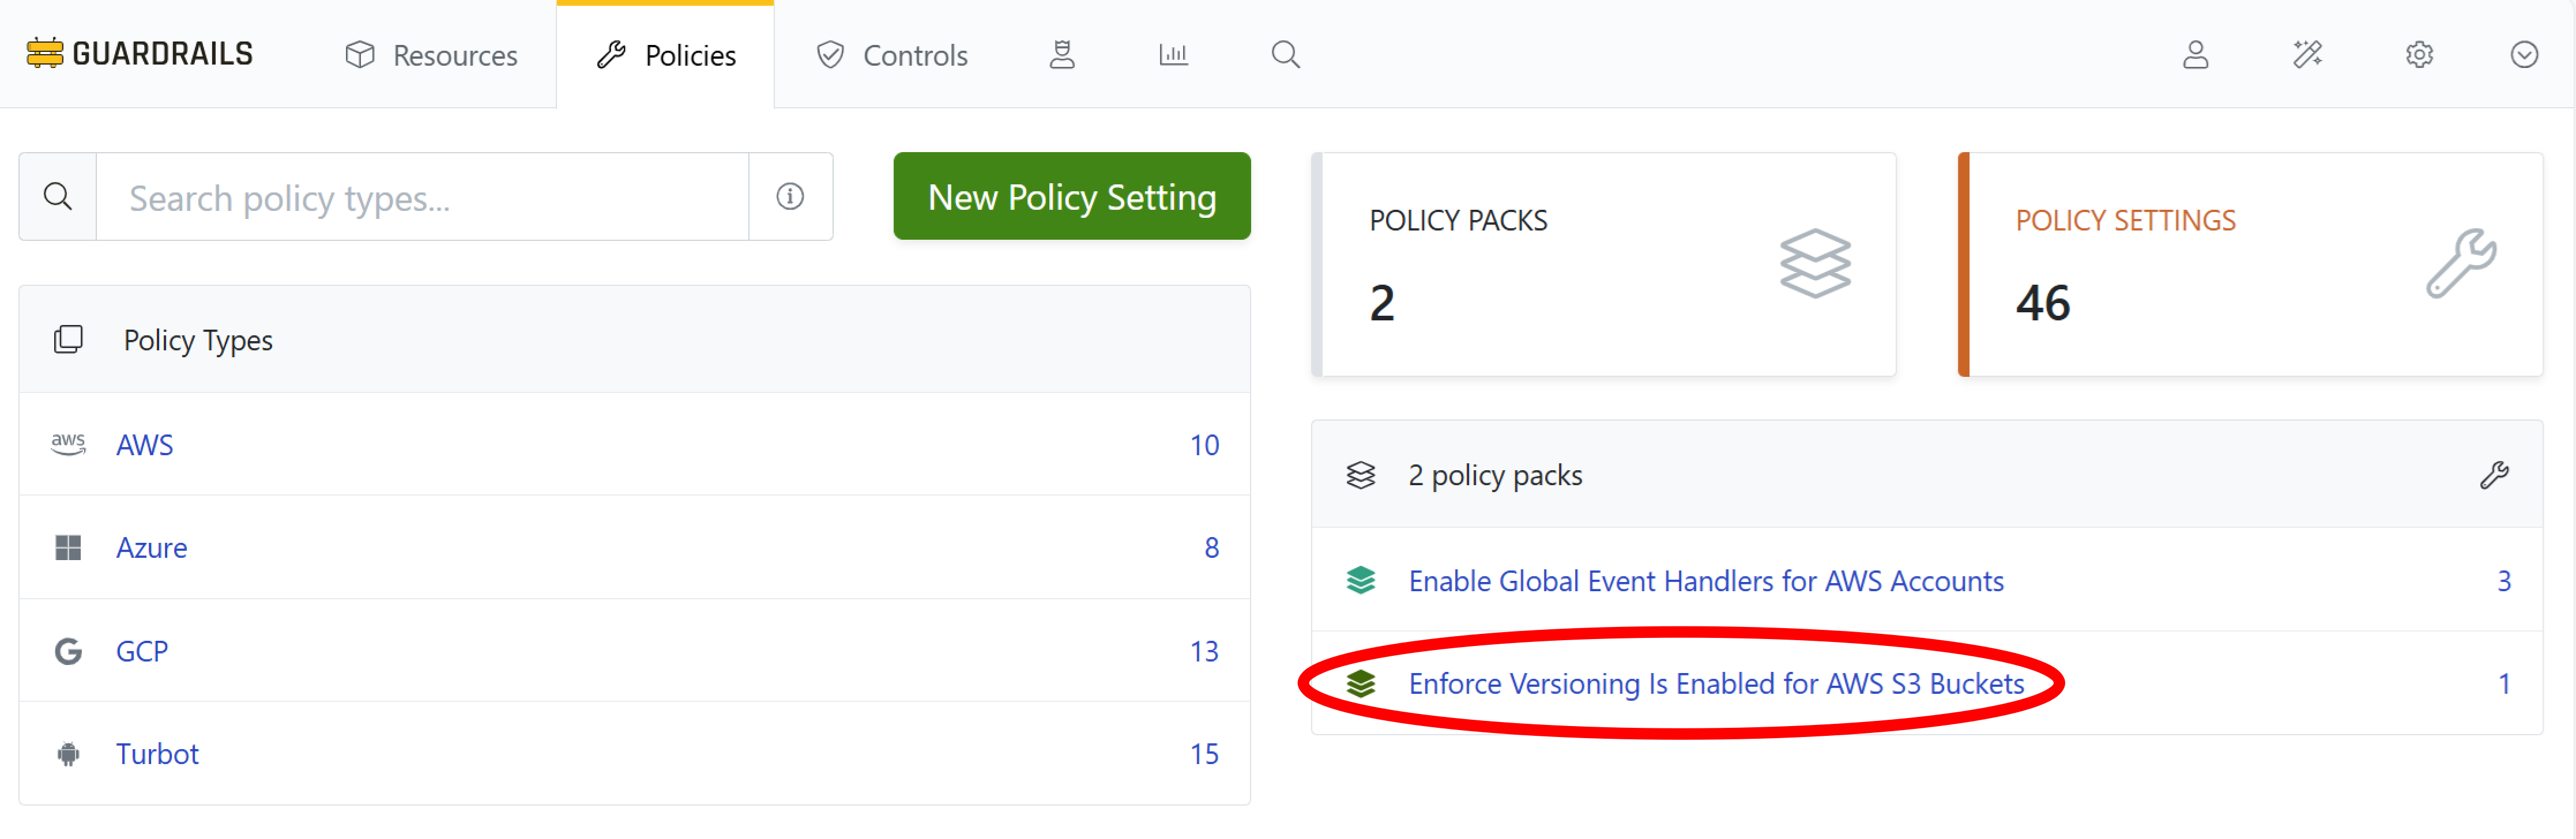 GUARDRAILS
Resources
Policies
Controls
Search policy types...
New Policy Setting
Policy Types
AWS 10
Azure 8
GCP 13
Turbot 15
POLICY PACKS
2
POLICY SETTINGS
46
2 policy packs
Enable Global Event Handlers for AWS Accounts 3
Enforce Versioning Is Enabled for AWS S3 Buckets 1